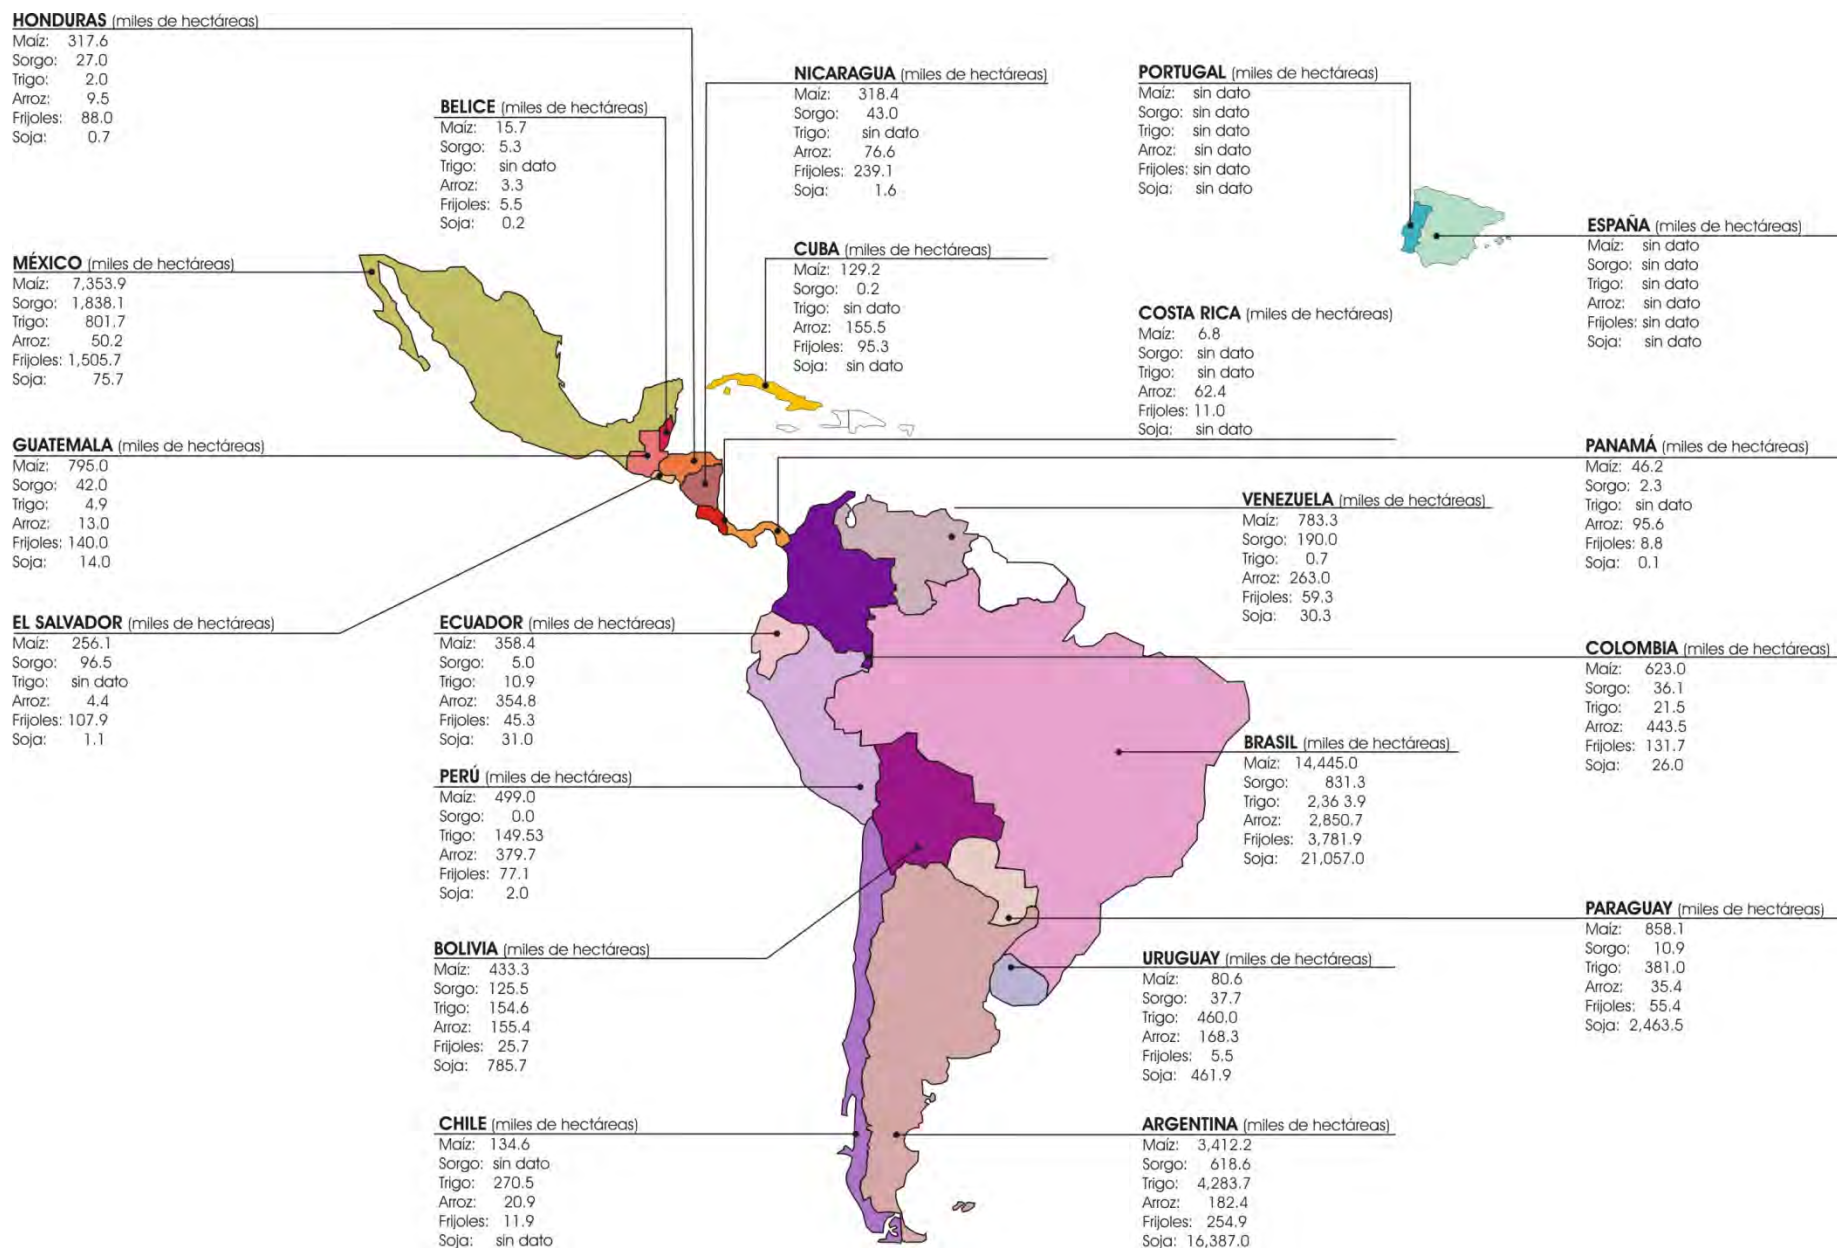 HONDURAS (miles de hectáreas)
Maíz: 317.6
Sorgo: 27.0
Trigo: 2.0
Arroz: 9.5
Frijoles: 88.0
Soja: 0.7
BELICE (miles de hectáreas)
Maíz: 15.7
Sorgo: 5.3
Trigo: sin dato
Arroz: 3.3
Frijoles: 5.5
Soja: 0.2
NICARAGUA (miles de hectáreas)
Maíz: 318.4
Sorgo: 43.0
Trigo: sin dato
Arroz: 76.6
Frijoles: 239.1
Soja: 1.6
PORTUGAL (miles de hectáreas)
Maíz: sin dato
Sorgo: sin dato
Trigo: sin dato
Arroz: sin dato
Frijoles: sin dato
Soja: sin dato
ESPAÑA (miles de hectáreas)
Maíz: sin dato
Sorgo: sin dato
Trigo: sin dato
Arroz: sin dato
Frijoles: sin dato
Soja: sin dato
MÉXICO (miles de hectáreas)
Maíz: 7,353.9
Sorgo: 1,838.1
Trigo: 801.7
Arroz: 50.2
Frijoles: 1,505.7
Soja: 75.7
CUBA (miles de hectáreas)
Maíz: 129.2
Sorgo: 0.2
Trigo: sin dato
Arroz: 155.5
Frijoles: 95.3
Soja: sin dato
COSTA RICA (miles de hectáreas)
Maíz: 6.8
Sorgo: sin dato
Trigo: sin dato
Arroz: 62.4
Frijoles: 11.0
Soja: sin dato
GUATEMALA (miles de hectáreas)
Maíz: 795.0
Sorgo: 42.0
Trigo: 4.9
Arroz: 13.0
Frijoles: 140.0
Soja: 14.0
PANAMÁ (miles de hectáreas)
Maíz: 46.2
Sorgo: 2.3
Trigo: sin dato
Arroz: 95.6
Frijoles: 8.8
Soja: 0.1
VENEZUELA (miles de hectáreas)
Maíz: 783.3
Sorgo: 190.0
Trigo: 0.7
Arroz: 263.0
Frijoles: 59.3
Soja: 30.3
EL SALVADOR (miles de hectáreas)
Maíz: 256.1
Sorgo: 96.5
Trigo: sin dato
Arroz: 4.4
Frijoles: 107.9
Soja: 1.1
ECUADOR (miles de hectáreas)
Maíz: 358.4
Sorgo: 5.0
Trigo: 10.9
Arroz: 354.8
Frijoles: 45.3
Soja: 31.0
COLOMBIA (miles de hectáreas)
Maíz: 623.0
Sorgo: 36.1
Trigo: 21.5
Arroz: 443.5
Frijoles: 131.7
Soja: 26.0
BRASIL (miles de hectáreas)
Maíz: 14,445.0
Sorgo: 831.3
Trigo: 2,36 3.9
Arroz: 2,850.7
Frijoles: 3,781.9
Soja: 21,057.0
PERÚ (miles de hectáreas)
Maíz: 499.0
Sorgo: 0.0
Trigo: 149.53
Arroz: 379.7
Frijoles: 77.1
Soja: 2.0
PARAGUAY (miles de hectáreas)
Maíz: 858.1
Sorgo: 10.9
Trigo: 381.0
Arroz: 35.4
Frijoles: 55.4
Soja: 2,463.5
BOLIVIA (miles de hectáreas)
Maíz: 433.3
Sorgo: 125.5
Trigo: 154.6
Arroz: 155.4
Frijoles: 25.7
Soja: 785.7
URUGUAY (miles de hectáreas)
Maíz: 80.6
Sorgo: 37.7
Trigo: 460.0
Arroz: 168.3
Frijoles: 5.5
Soja: 461.9
CHILE (miles de hectáreas)
Maíz: 134.6
Sorgo: sin dato
Trigo: 270.5
Arroz: 20.9
Frijoles: 11.9
Soja: sin dato
ARGENTINA (miles de hectáreas)
Maíz: 3,412.2
Sorgo: 618.6
Trigo: 4,283.7
Arroz: 182.4
Frijoles: 254.9
Soja: 16,387.0